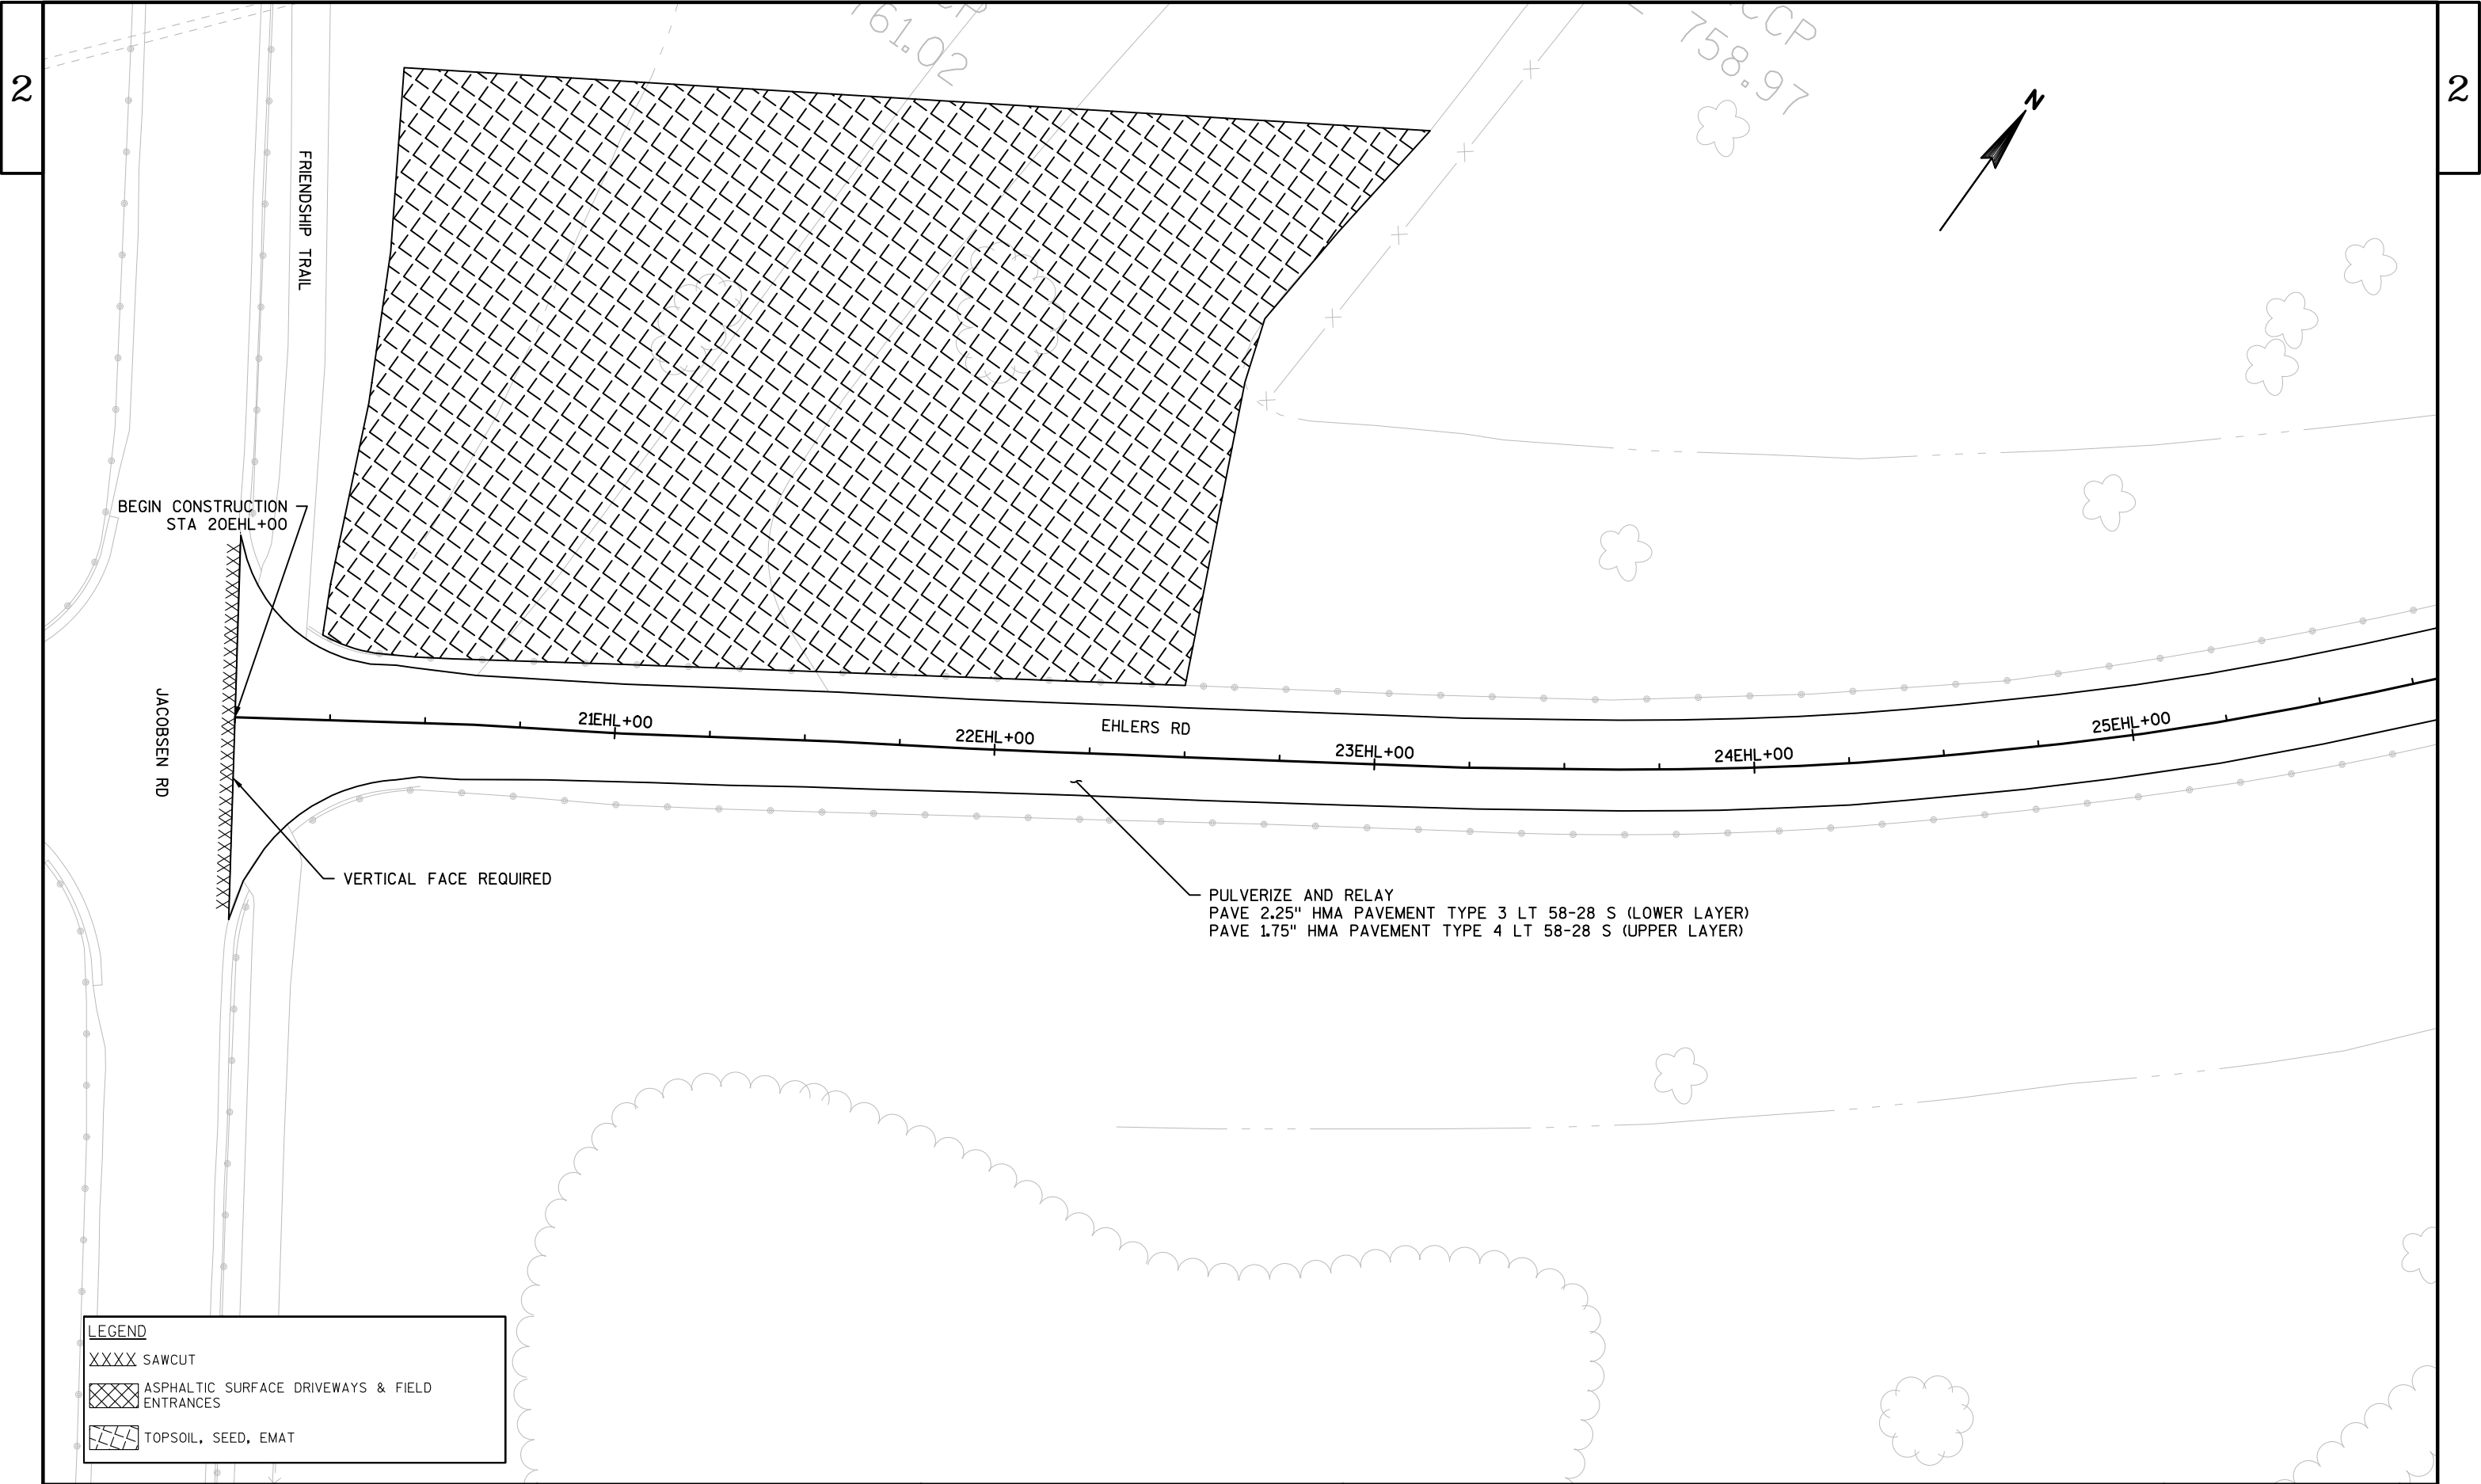 2
2
61.02
CCP
758.97
N
FRIENDSHIP TRAIL
BEGIN CONSTRUCTION
STA 20EHL+00
JACOBSEN RD
21EHL+00
22EHL+00
EHLERS RD
23EHL+00
24EHL+00
25EHL+00
VERTICAL FACE REQUIRED
PULVERIZE AND RELAY
PAVE 2.25" HMA PAVEMENT TYPE 3 LT 58-28 S (LOWER LAYER)
PAVE 1.75" HMA PAVEMENT TYPE 4 LT 58-28 S (UPPER LAYER)
LEGEND
XXXX SAWCUT
ASPHALTIC SURFACE DRIVEWAYS & FIELD
ENTRANCES
TOPSOIL, SEED, EMAT